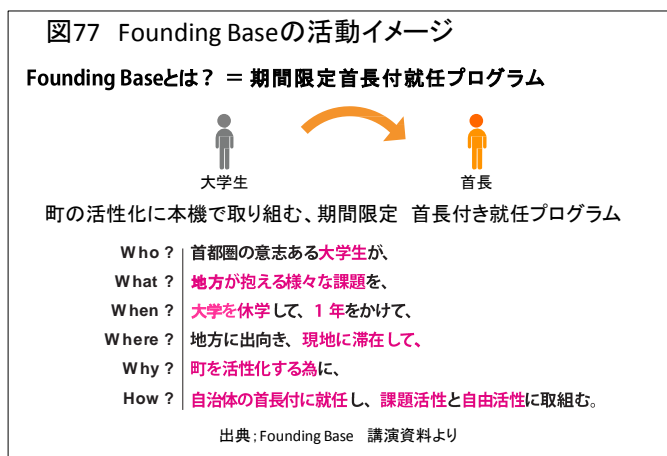 図77 Founding Baseの活動イメージ
Founding Baseとは？ = 期間限定首長付就任プログラム
大学生 首長
町の活性化に本機で取り組む、期間限定 首長付き就任プログラム
Who ? 首都圏の意志ある大学生が、
What ? 地方が抱える様々な課題を、
When ? 大学を休学して、1年をかけて、
Where ? 地方に出向き、現地に滞在して、
Why ? 町を活性化する為に、
How ? 自治体の首長付に就任し、課題活性と自由活性に取組む。
出典；Founding Base 講演資料より